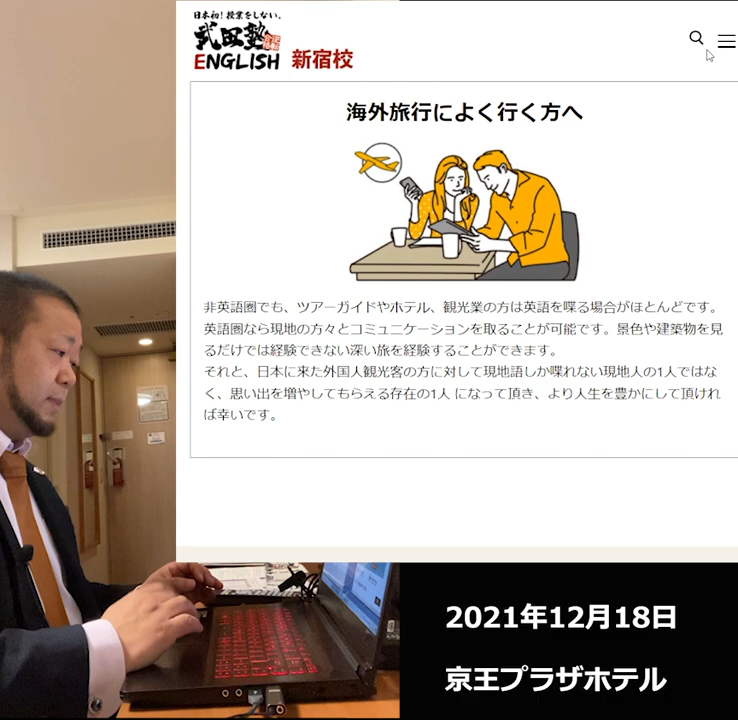 日本初！授業をしない。
武田塾
ENGLISH 新宿校
海外旅行によく行く方へ
非英語圏でも、ツアーガイドやホテル、観光業の方は英語を喋る場合がほとんどです。
英語圏なら現地の方々とコミュニケーションを取ることが可能です。景色や建築物を見
るだけでは経験できない深い旅を経験することができます。
それと、日本に来た外国人観光客の方に対して現地語しか喋れない現地人の1人ではな
く、思い出を増やしてもらえる存在の1人 になって頂き、より人生を豊かにして頂けれ
ば幸いです。
2021年12月18日
京王プラザホテル